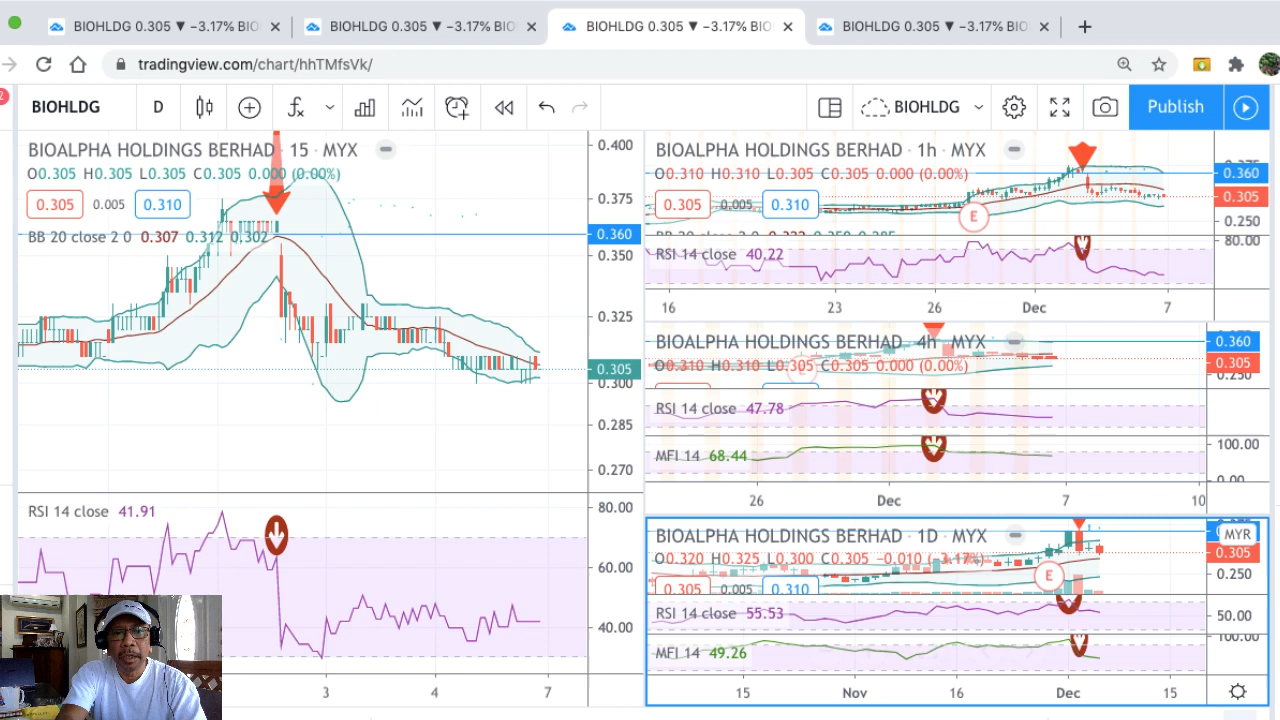 BIOHLDG 0.305 ▼ −3.17% BIO
BIOHLDG 0.305 ▼ −3.17% BIO
BIOHLDG 0.305 ▼ −3.17% BIO
BIOHLDG 0.305 ▼ −3.17% BIO
tradingview.com/chart/hhTMfsVk/
2
BIOHLDG D
BIOHLDG
Publish
BIOALPHA HOLDINGS BERHAD · 15 · MYX
O0.305 H0.305 L0.305 C0.305 0.000 (0.00%)
0.305 0.005 0.310
BB 20 close 2 0 0.307 0.312 0.302
0.400
0.375
0.360
0.350
0.325
0.305
0.300
0.285
0.270
RSI 14 close 41.91
80.00
60.00
40.00
3 4 7
BIOALPHA HOLDINGS BERHAD · 1h · MYX
O0.310 H0.310 L0.305 C0.305 0.000 (0.00%)
0.305 0.005 0.310
E
0.360
0.305
0.250
RSI 14 close 40.22
80.00
16 23 26 Dec 7
BIOALPHA HOLDINGS BERHAD · 4h · MYX
O0.310 H0.310 L0.305 C0.305 0.000 (0.00%)
0.360
0.305
0.250
RSI 14 close 47.78
MFI 14 68.44
100.00
0.00
26 Dec 7 10
BIOALPHA HOLDINGS BERHAD · 1D · MYX
O0.320 H0.325 L0.300 C0.305 −0.010 (−3.17%)
0.305 0.005 0.310
E
MYR
0.305
0.250
RSI 14 close 55.53
50.00
MFI 14 49.26
100.00
15 Nov 16 Dec 15